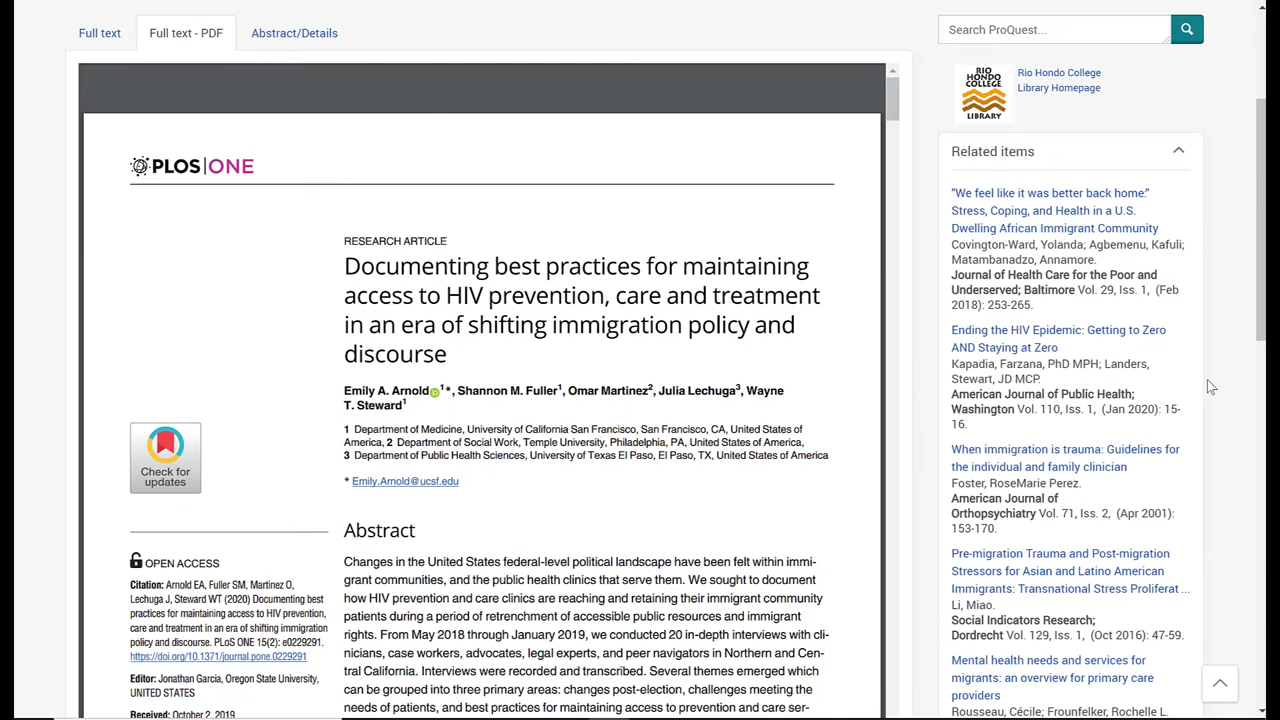 Full text
Full text - PDF
Abstract/Details
Search ProQuest...
RIO
HONDO
COLLEGE
LIBRARY
Rio Hondo College
Library Homepage
PLOS|ONE
RESEARCH ARTICLE
Documenting best practices for maintaining
access to HIV prevention, care and treatment
in an era of shifting immigration policy and
discourse
Emily A. Arnold1*, Shannon M. Fuller1, Omar Martinez2, Julia Lechuga3, Wayne
T. Steward1
1 Department of Medicine, University of California San Francisco, San Francisco, CA, United States of
America, 2 Department of Social Work, Temple University, Philadelphia, PA, United States of America,
3 Department of Public Health Sciences, University of Texas El Paso, El Paso, TX, United States of America
* Emily.Arnold@ucsf.edu
Check for
updates
Abstract
Changes in the United States federal-level political landscape have been felt within immi-
grant communities, and the public health clinics that serve them. We sought to document
how HIV prevention and care clinics are reaching and retaining their immigrant community
patients during a period of retrenchment of accessible public resources and immigrant
rights. From May 2018 through January 2019, we conducted 20 in-depth interviews with cli-
nicians, case workers, advocates, legal experts, and peer navigators in Northern and Cen-
tral California. Interviews were recorded and transcribed. Several themes emerged which
can be grouped into three primary areas: changes post-election, challenges meeting the
needs of patients, and best practices for maintaining access to prevention and care ser-
OPEN ACCESS
Citation: Arnold EA, Fuller SM, Martinez O,
Lechuga J, Steward WT (2020) Documenting best
practices for maintaining access to HIV prevention,
care and treatment in an era of shifting immigration
policy and discourse. PLoS ONE 15(2): e0229291.
https://doi.org/10.1371/journal.pone.0229291
Editor: Jonathan Garcia, Oregon State University,
UNITED STATES
Received: October 2, 2019
Related items
"We feel like it was better back home:"
Stress, Coping, and Health in a U.S.
Dwelling African Immigrant Community
Covington-Ward, Yolanda; Agbemenu, Kafuli;
Matambanadzo, Annamore.
Journal of Health Care for the Poor and
Underserved; Baltimore Vol. 29, Iss. 1, (Feb
2018): 253-265.
Ending the HIV Epidemic: Getting to Zero
AND Staying at Zero
Kapadia, Farzana, PhD MPH; Landers,
Stewart, JD MCP.
American Journal of Public Health;
Washington Vol. 110, Iss. 1, (Jan 2020): 15-
16.
When immigration is trauma: Guidelines for
the individual and family clinician
Foster, RoseMarie Perez.
American Journal of
Orthopsychiatry Vol. 71, Iss. 2, (Apr 2001):
153-170.
Pre-migration Trauma and Post-migration
Stressors for Asian and Latino American
Immigrants: Transnational Stress Proliferat ...
Li, Miao.
Social Indicators Research;
Dordrecht Vol. 129, Iss. 1, (Oct 2016): 47-59.
Mental health needs and services for
migrants: an overview for primary care
providers
Rousseau, Cécile; Frounfelker, Rochelle L.